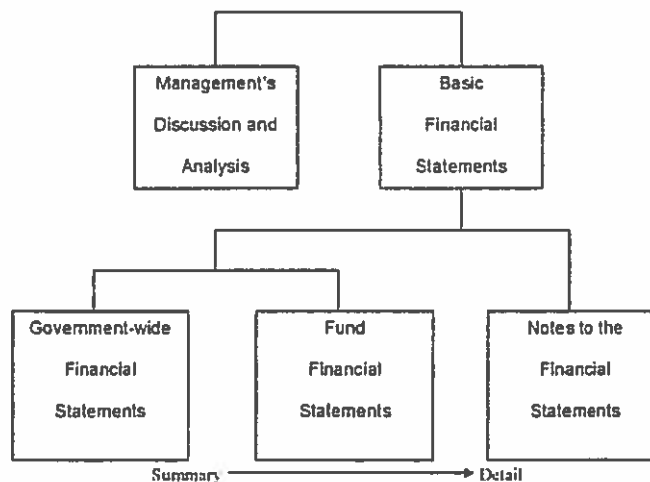 Management's
Discussion and
Analysis
Basic
Financial
Statements
Government-wide
Financial
Statements
Fund
Financial
Statements
Notes to the
Financial
Statements
Summary
Detail